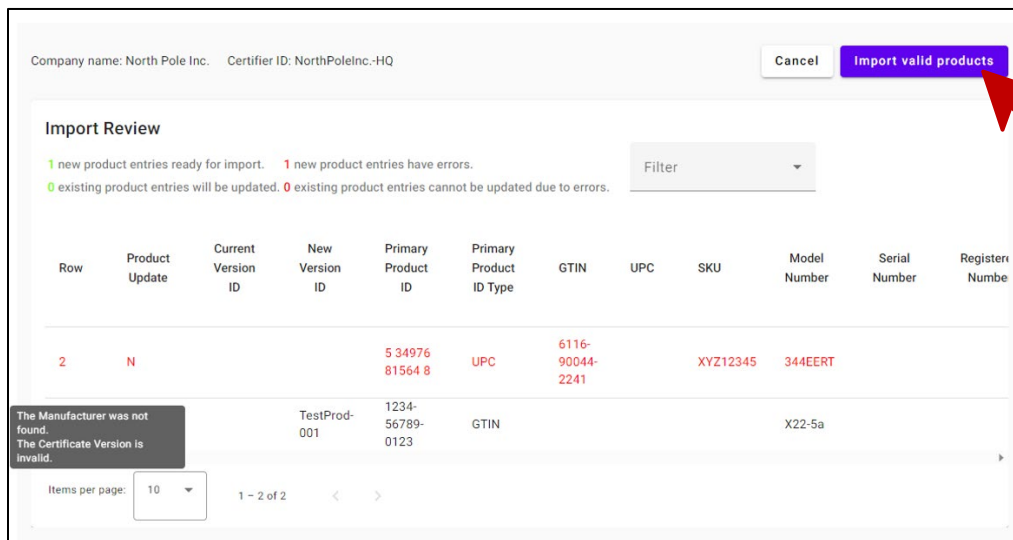 Company name: North Pole Inc. Certifier ID: NorthPoleInc.-HQ
Cancel
Import valid products
Import Review
1 new product entries ready for import. 1 new product entries have errors.
0 existing product entries will be updated. 0 existing product entries cannot be updated due to errors.
Filter
Row
Product
Update
Current
Version
ID
New
Version
ID
Primary
Product
ID
Primary
Product
ID Type
GTIN
UPC
SKU
Model
Number
Serial
Number
Registere
Numbe
2
N
5 34976
81564 8
UPC
6116-
90044-
2241
XYZ12345
344EERT
The Manufacturer was not
found.
The Certificate Version is
invalid.
TestProd-
001
1234-
56789-
0123
GTIN
X22-5a
Items per page:
10
1 – 2 of 2